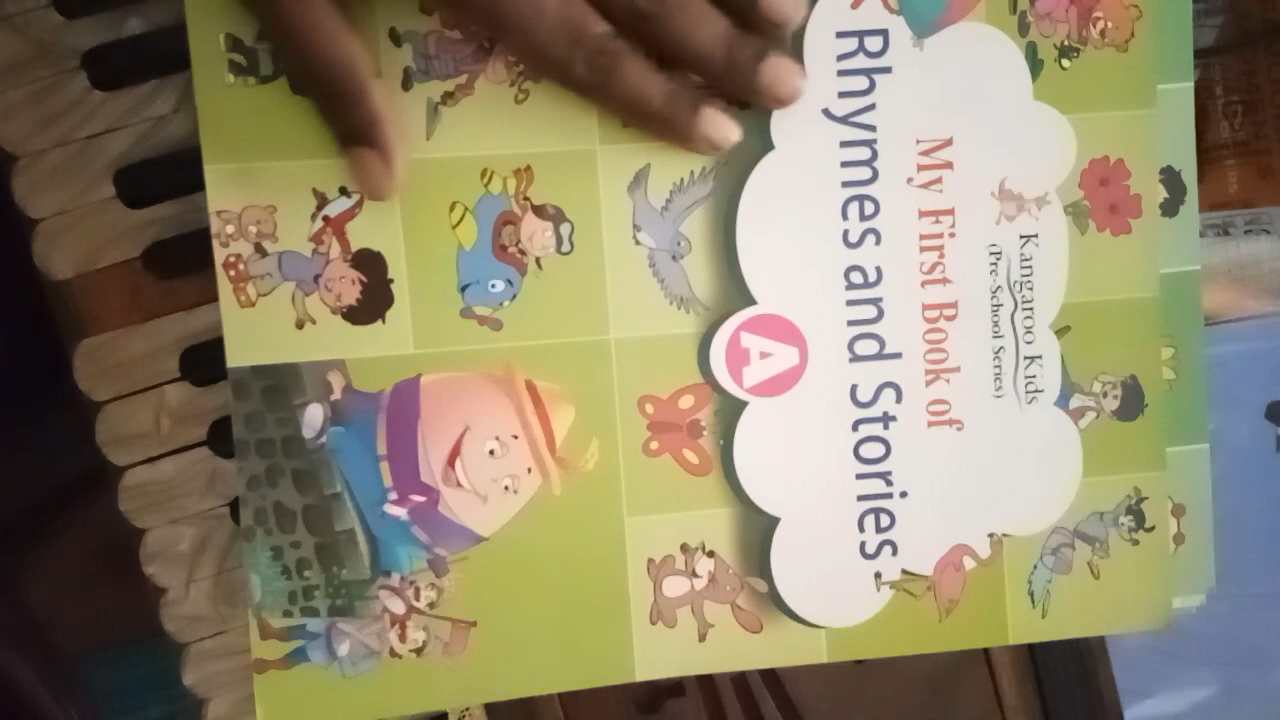 Kangaroo Kids
(Pre-School Series)
My First Book of
Rhymes and Stories
A